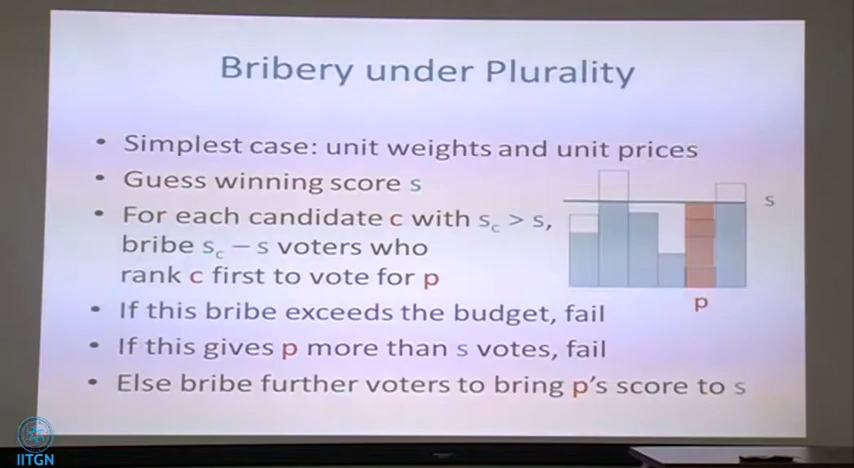 Bribery under Plurality
• Simplest case: unit weights and unit prices
• Guess winning score s
• For each candidate c with s_c > s,
bribe s_c – s voters who
rank c first to vote for p
• If this bribe exceeds the budget, fail
• If this gives p more than s votes, fail
• Else bribe further voters to bring p's score to s
s
p
IITGN